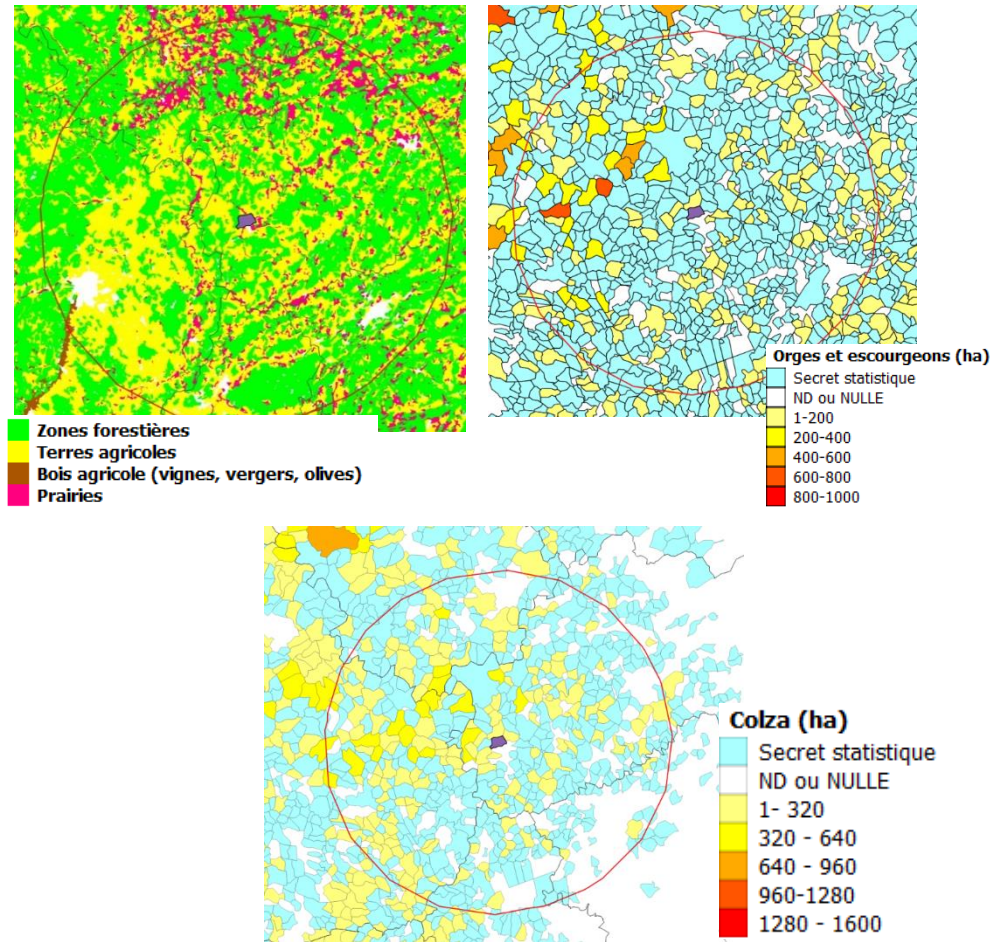 Zones forestières
Terres agricoles
Bois agricole (vignes, vergers, olives)
Prairies
Orges et escourgeons (ha)
Secret statistique
ND ou NULLE
1-200
200-400
400-600
600-800
800-1000
Colza (ha)
Secret statistique
ND ou NULLE
1- 320
320 - 640
640 - 960
960-1280
1280 - 1600